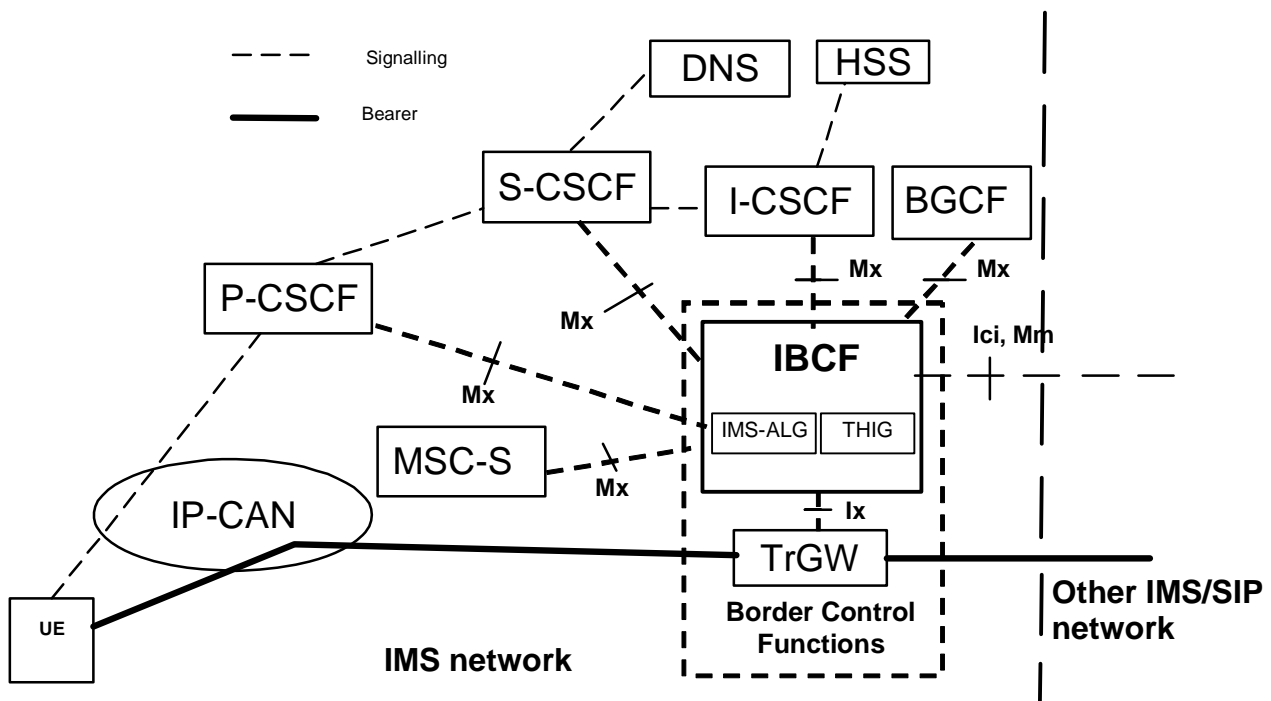 Signalling
Bearer
DNS
HSS
S-CSCF
I-CSCF
BGCF
P-CSCF
Mx
Mx
Mx
Mx
Ici, Mm
IBCF
IMS-ALG
THIG
MSC-S
Mx
IP-CAN
Ix
TrGW
UE
Border Control
Functions
Other IMS/SIP
network
IMS network